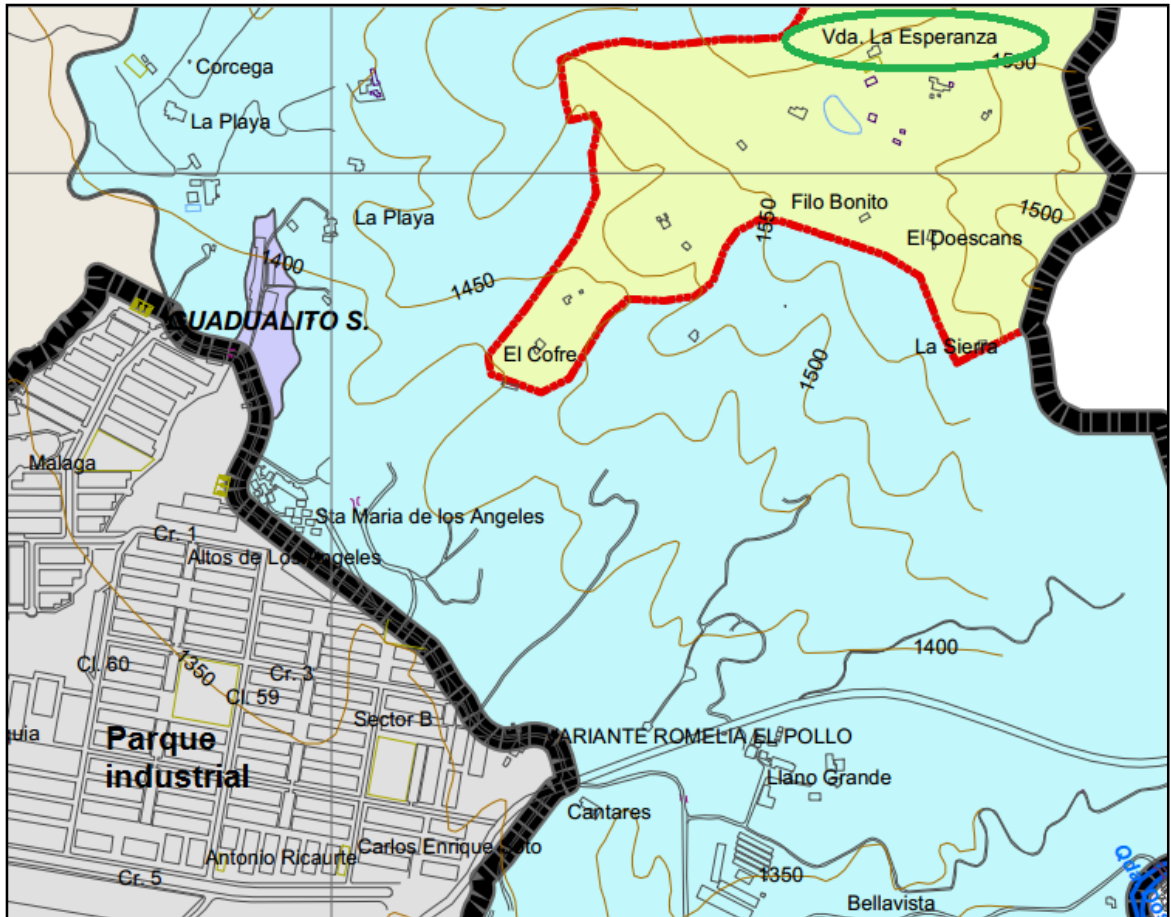 Vda. La Esperanza
1550
Corcega
La Playa
Filo Bonito
1550
1500
La Playa
El Doescans
1400
1450
GUADUALITO S.
La Sierra
El Cofre
1500
Malaga
Sta Maria de los Angeles
Cr. 1
Altos de Los Angeles
1400
Cl. 60
1350
Cr. 3
Cl. 59
Sector B
Parque
industrial
VARIANTE ROMELIA EL POLLO
Llano Grande
Cantares
Carlos Enrique Soto
Antonio Ricaurte
Cr. 5
1350
Bellavista